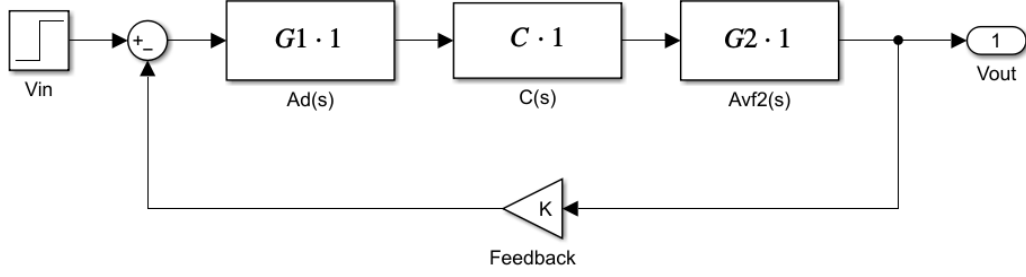 G1 · 1
C · 1
G2 · 1
+
−
1
Vin
Ad(s)
C(s)
Avf2(s)
Vout
K
Feedback